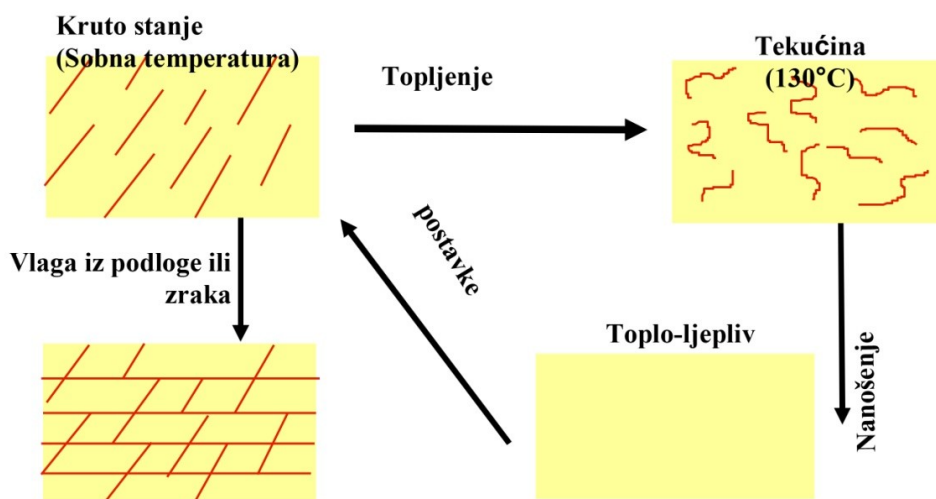 Kruto stanje
(Sobna temperatura)
Topljenje
Tekućina
(130°C)
postavke
Vlaga iz podloge ili
zraka
Toplo-ljepliv
Nanošenje